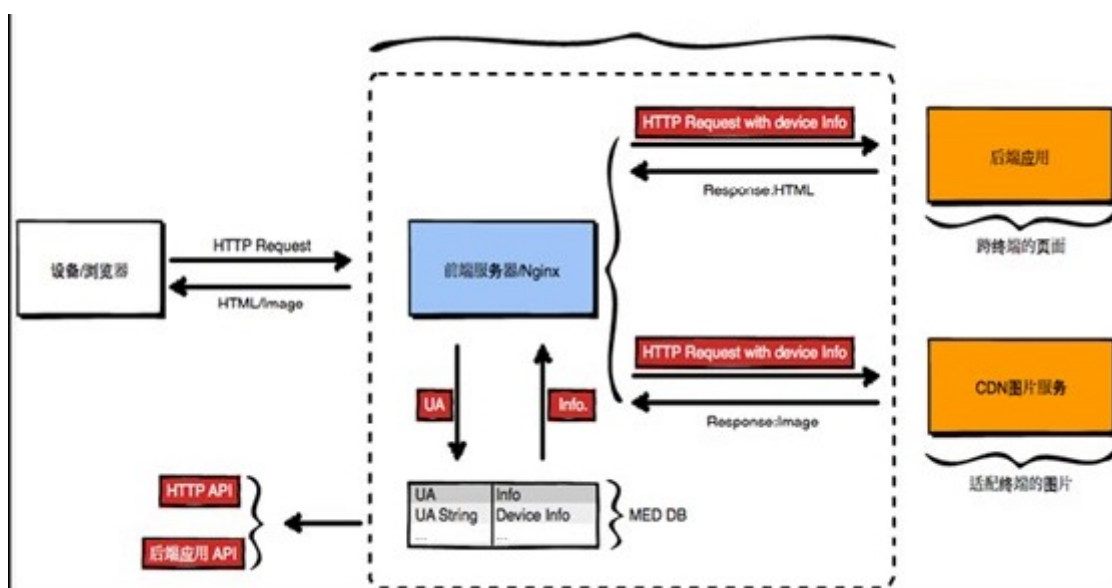 HTTP Request with device Info
Response:HTML
后端应用
跨终端的页面
设备/浏览器
HTTP Request
HTML/Image
前端服务器/Nginx
HTTP Request with device Info
Response:Image
CDN图片服务
适配终端的图片
UA
Info.
HTTP API
后端应用 API
UA Info
UA String Device Info
... ...
MED DB